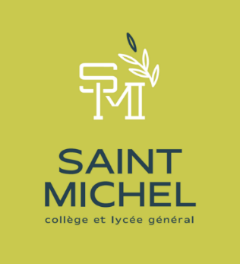 SM
SAINT
MICHEL
collège et lycée général